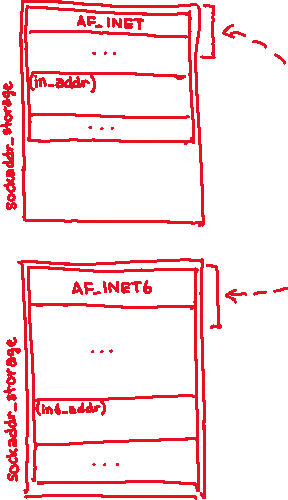 AF_INET
...
(in_addr)
...
sockaddr_storage
AF_INET6
...
(in6_addr)
...
sockaddr_storage